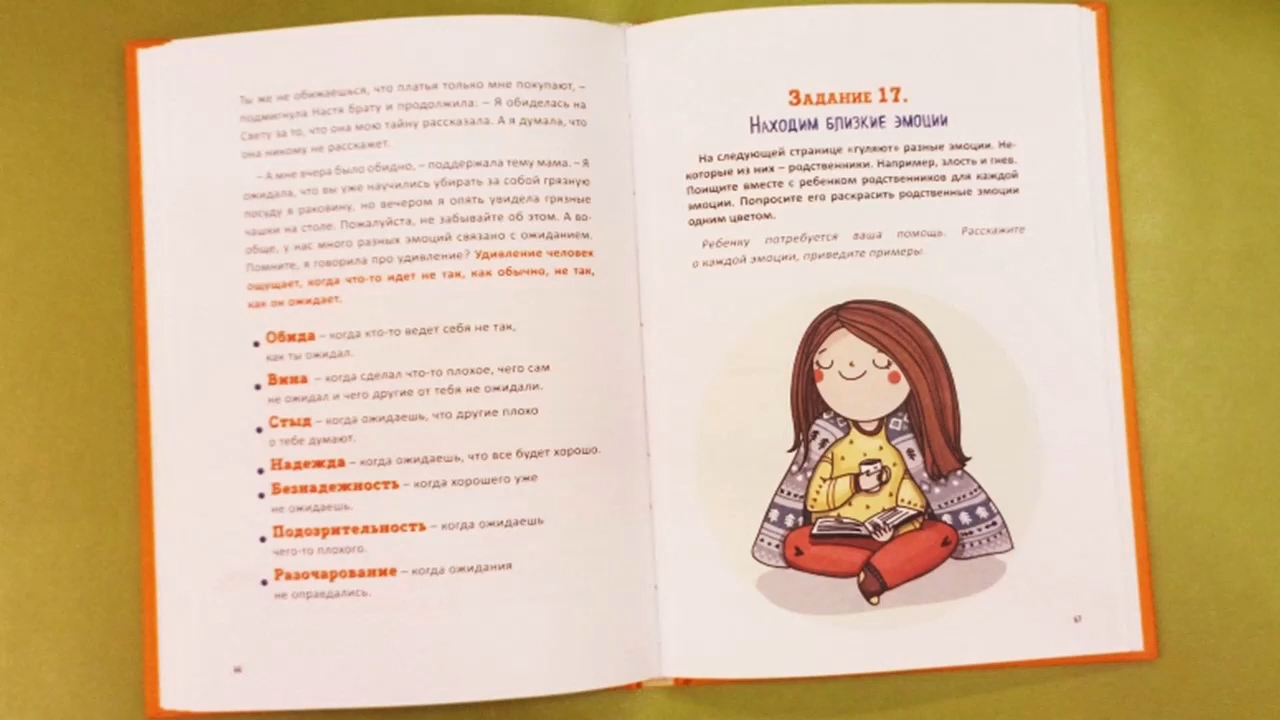 Ты же не обижаешься, что платья только мне покупают, –
подмигнула Настя брату и продолжила: – Я обиделась на
Свету за то, что она мою тайну рассказала. А я думала, что
она никому не расскажет.
– А мне вчера было обидно, – поддержала тему мама. – Я
ожидала, что вы уже научились убирать за собой грязную
посуду в раковину, но вечером я опять увидела грязные
чашки на столе. Пожалуйста, не забывайте об этом. А во-
обще, у нас много разных эмоций связано с ожиданием.
Помните, я говорила про удивление? Удивление человек
ощущает, когда что-то идет не так, как обычно, не так,
как он ожидает.
• Обида – когда кто-то ведет себя не так,
как ты ожидал.
• Вина – когда сделал что-то плохое, чего сам
не ожидал и чего другие от тебя не ожидали.
• Стыд – когда ожидаешь, что другие плохо
о тебе думают.
• Надежда – когда ожидаешь, что все будет хорошо.
• Безнадежность – когда хорошего уже
не ожидаешь.
• Подозрительность – когда ожидаешь
чего-то плохого.
• Разочарование – когда ожидания
не оправдались.
66
Задание 17.
Находим близкие эмоции
На следующей странице «гуляют» разные эмоции. Не-
которые из них – родственники. Например, злость и гнев.
Поищите вместе с ребенком родственников для каждой
эмоции. Попросите его раскрасить родственные эмоции
одним цветом.
Ребенку потребуется ваша помощь. Расскажите
о каждой эмоции, приведите примеры.
67